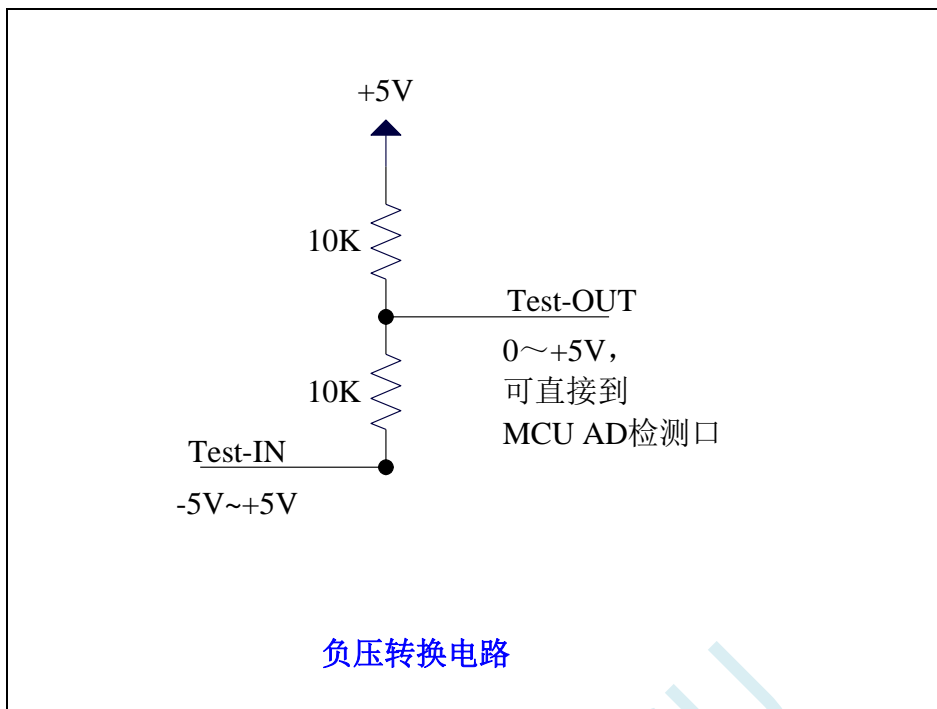 +5V
10K
Test-OUT
0～+5V，
可直接到
MCU AD检测口
10K
Test-IN
-5V~+5V
负压转换电路